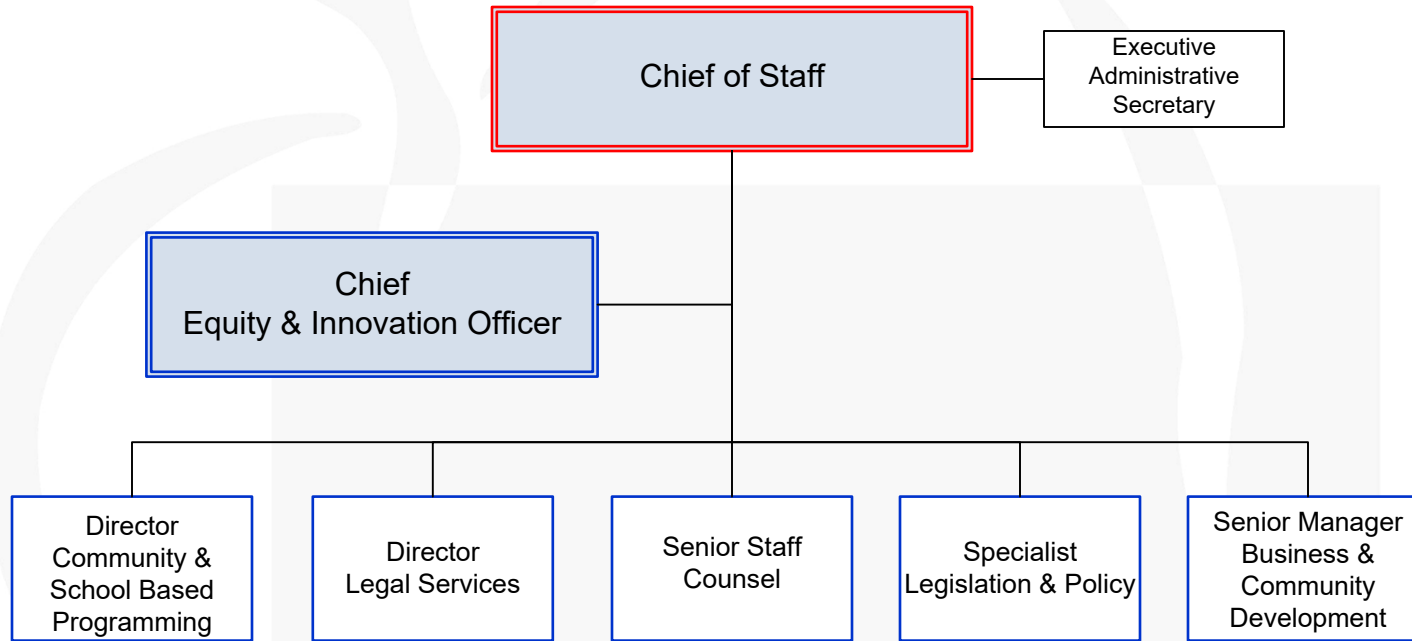 Chief of Staff
Executive
Administrative
Secretary
Chief
Equity & Innovation Officer
Director
Community &
School Based
Programming
Director
Legal Services
Senior Staff
Counsel
Specialist
Legislation & Policy
Senior Manager
Business &
Community
Development